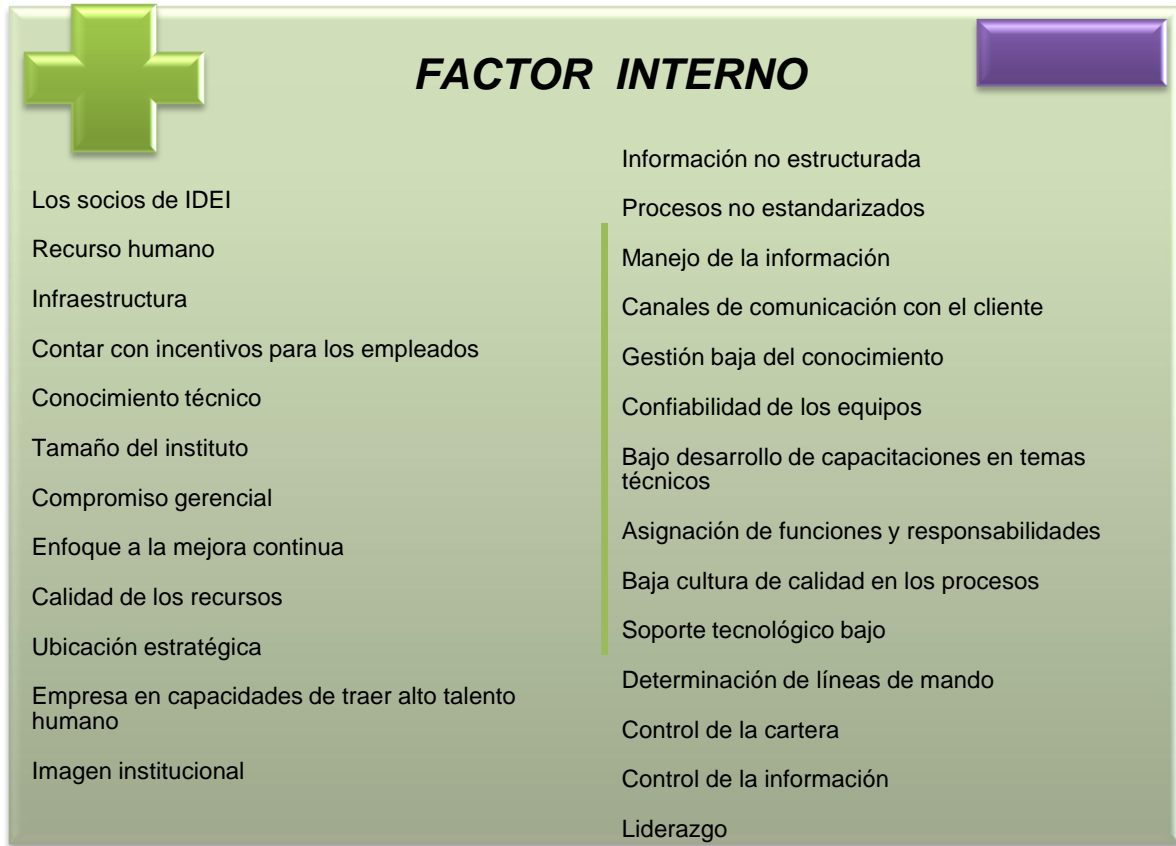 FACTOR INTERNO
Los socios de IDEI
Recurso humano
Infraestructura
Contar con incentivos para los empleados
Conocimiento técnico
Tamaño del instituto
Compromiso gerencial
Enfoque a la mejora continua
Calidad de los recursos
Ubicación estratégica
Empresa en capacidades de traer alto talento
humano
Imagen institucional
Información no estructurada
Procesos no estandarizados
Manejo de la información
Canales de comunicación con el cliente
Gestión baja del conocimiento
Confiabilidad de los equipos
Bajo desarrollo de capacitaciones en temas
técnicos
Asignación de funciones y responsabilidades
Baja cultura de calidad en los procesos
Soporte tecnológico bajo
Determinación de líneas de mando
Control de la cartera
Control de la información
Liderazgo